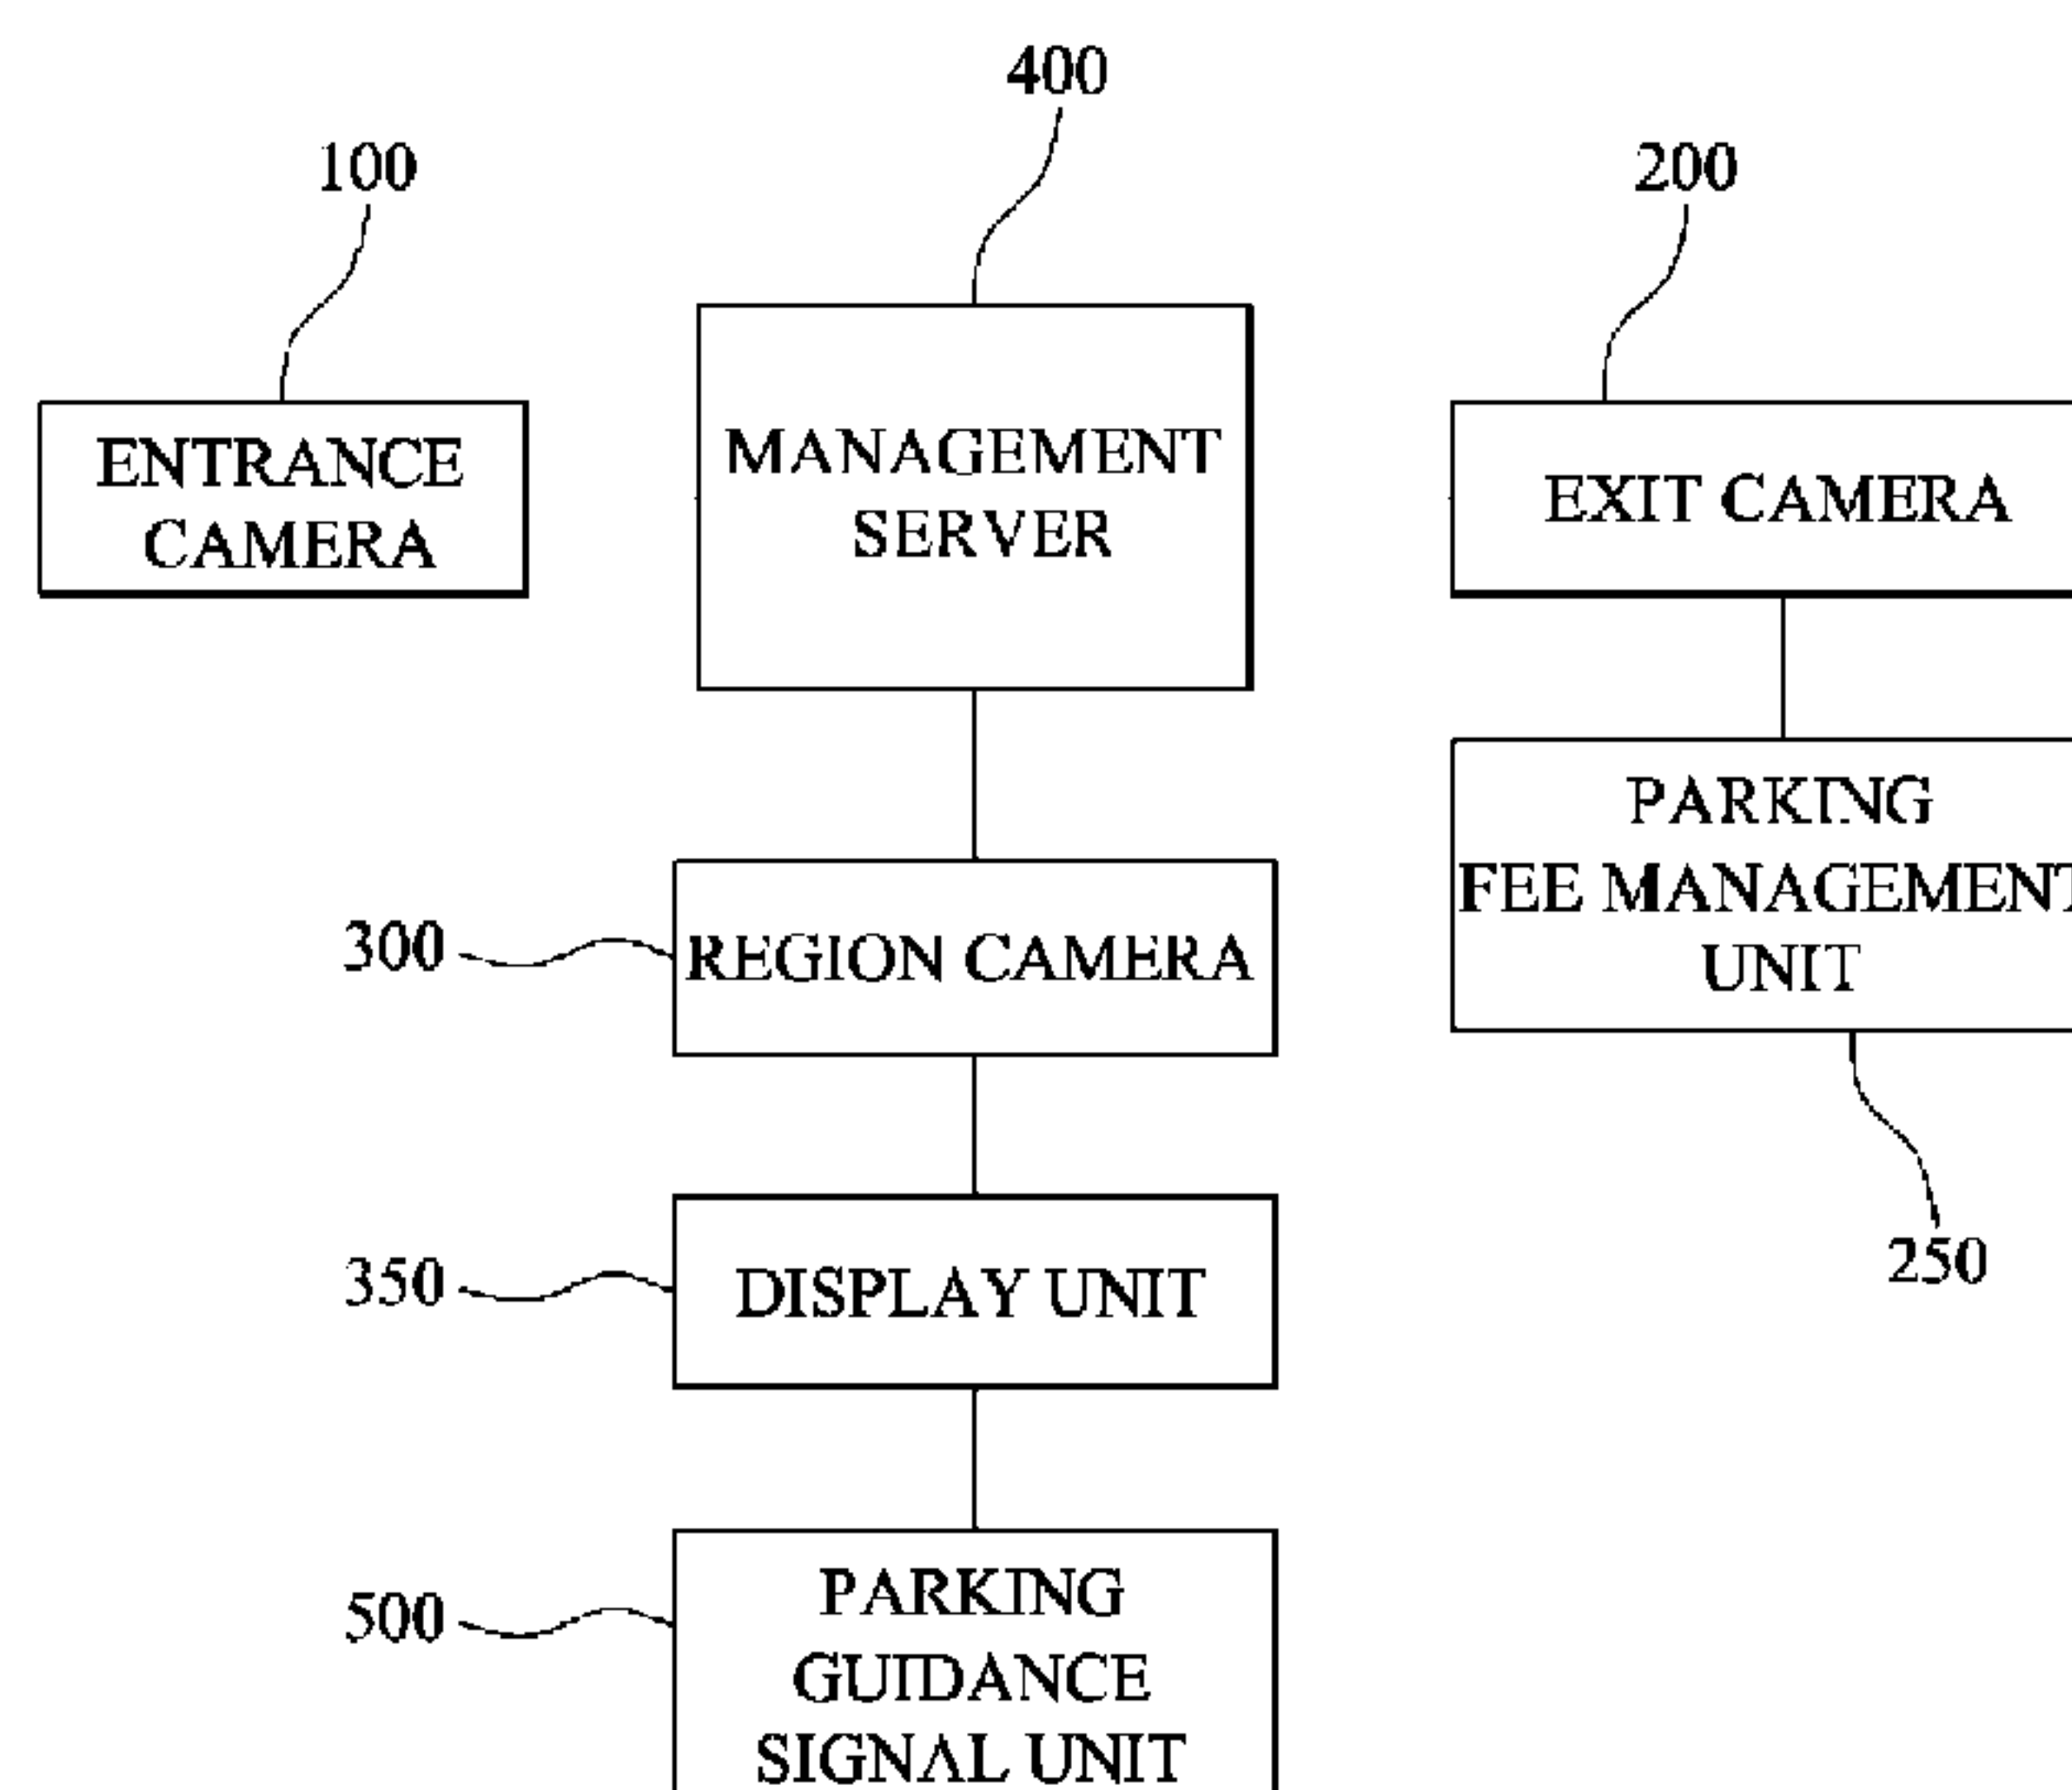 400
100
200
ENTRANCE
CAMERA
MANAGEMENT
SERVER
EXIT CAMERA
PARKING
FEE MANAGEMENT
UNIT
250
300
REGION CAMERA
350
DISPLAY UNIT
500
PARKING
GUIDANCE
SIGNAL UNIT